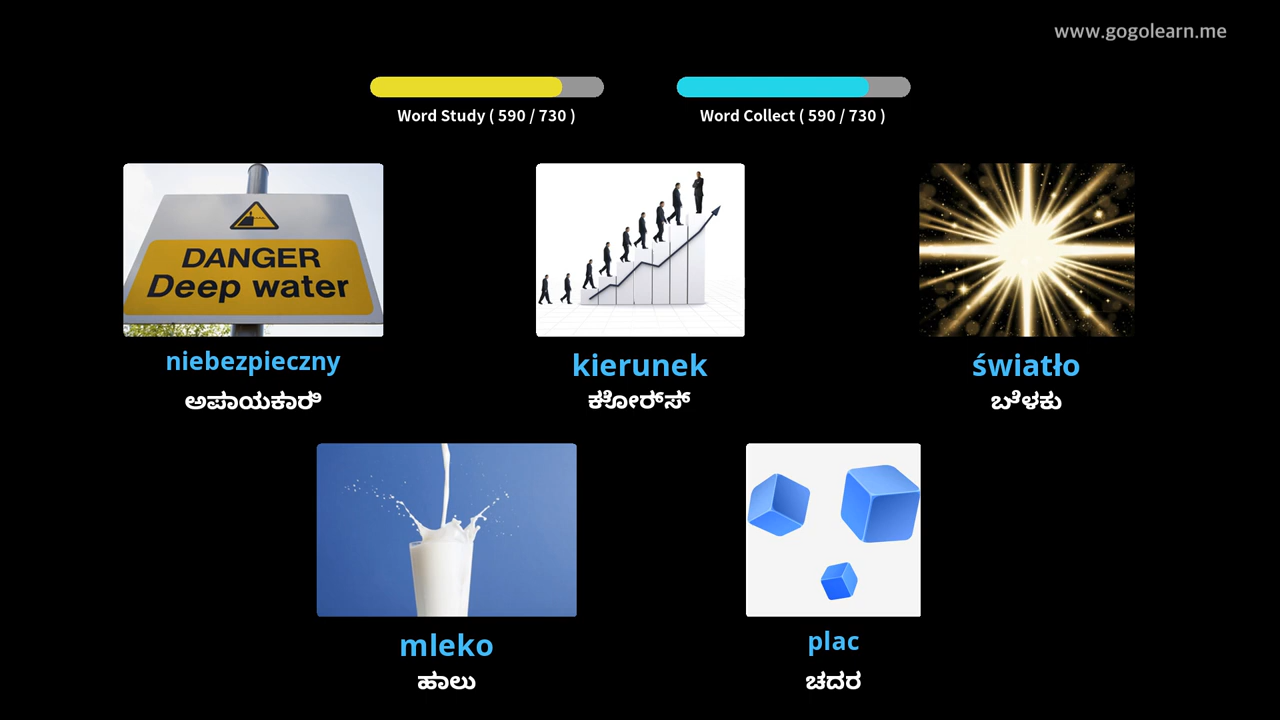 www.gogolearn.me
Word Study ( 590 / 730 )
Word Collect ( 590 / 730 )
DANGER
Deep water
niebezpieczny
ಅಪಾಯಕಾರಿ
kierunek
ಕೋರ್ಸ್
światło
ಬೆಳಕು
mleko
ಹಾಲು
plac
ಚದರ